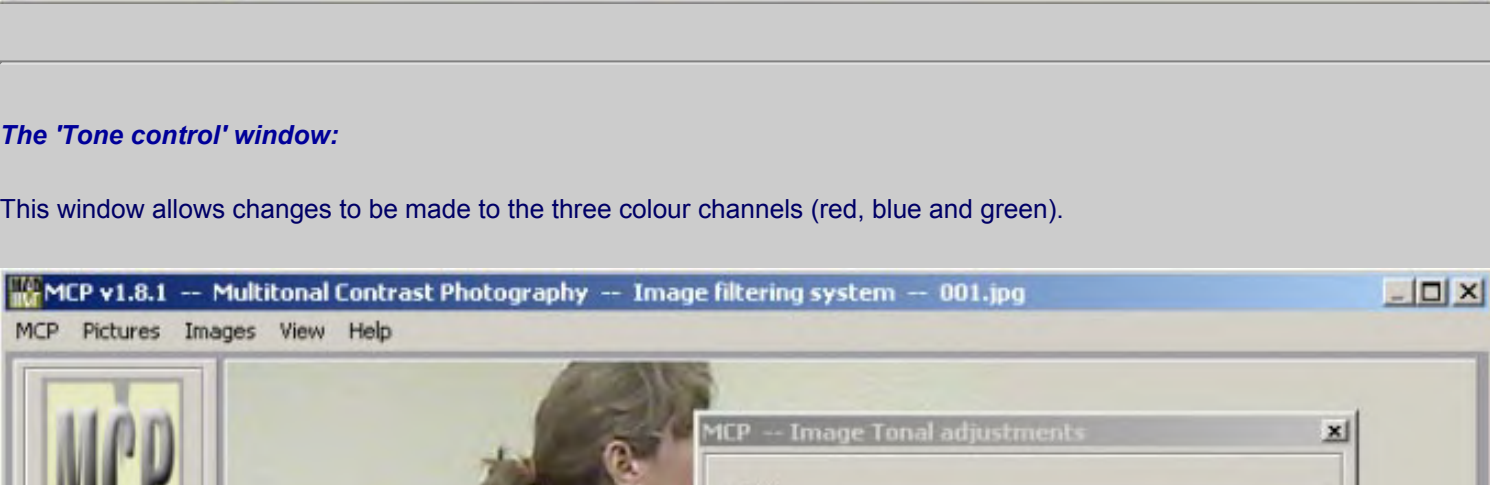 The 'Tone control' window:
This window allows changes to be made to the three colour channels (red, blue and green).
MCP v1.8.1 -- Multitonal Contrast Photography -- Image filtering system -- 001.jpg
MCP Pictures Images View Help
MCP
MCP -- Image Tonal adjustments